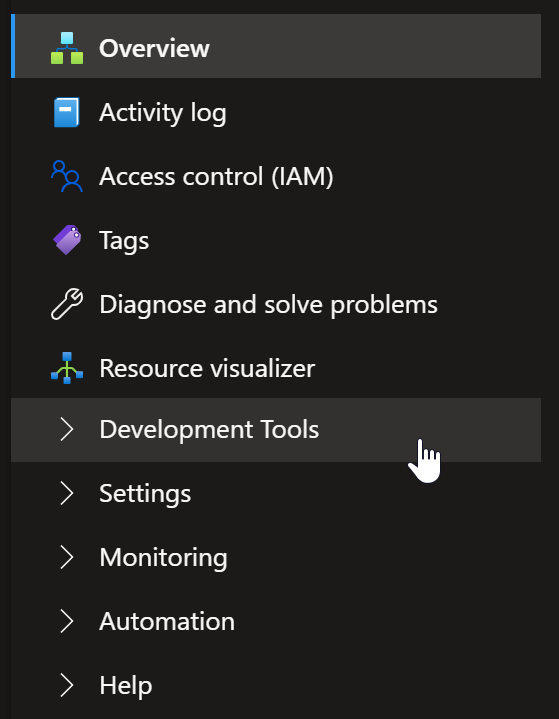 Overview
Activity log
Access control (IAM)
Tags
Diagnose and solve problems
Resource visualizer
Development Tools
Settings
Monitoring
Automation
Help